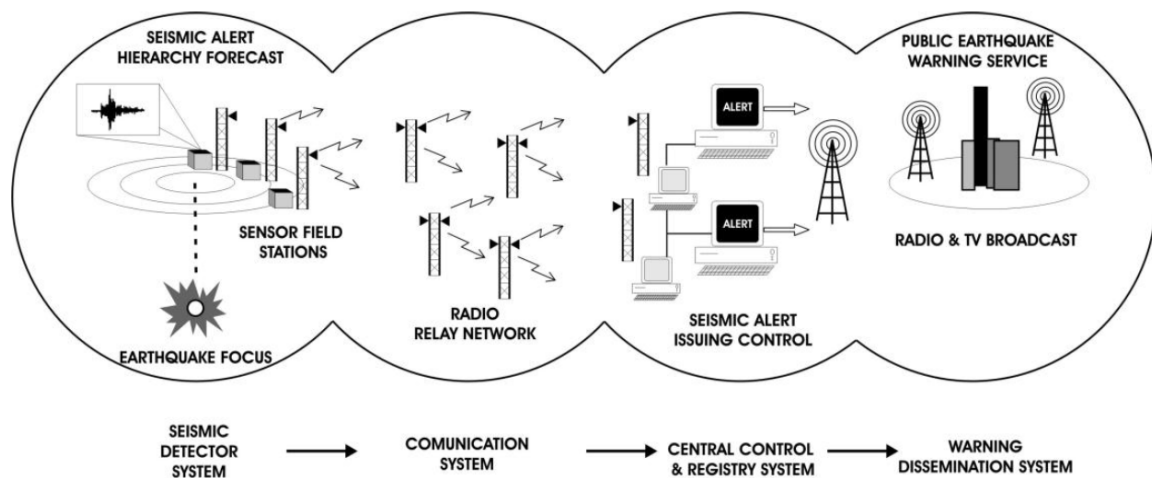 SEISMIC ALERT
HIERARCHY FORECAST
SENSOR FIELD
STATIONS
EARTHQUAKE FOCUS
RADIO
RELAY NETWORK
ALERT
ALERT
SEISMIC ALERT
ISSUING CONTROL
PUBLIC EARTHQUAKE
WARNING SERVICE
RADIO & TV BROADCAST
SEISMIC
DETECTOR
SYSTEM
COMUNICATION
SYSTEM
CENTRAL CONTROL
& REGISTRY SYSTEM
WARNING
DISSEMINATION SYSTEM